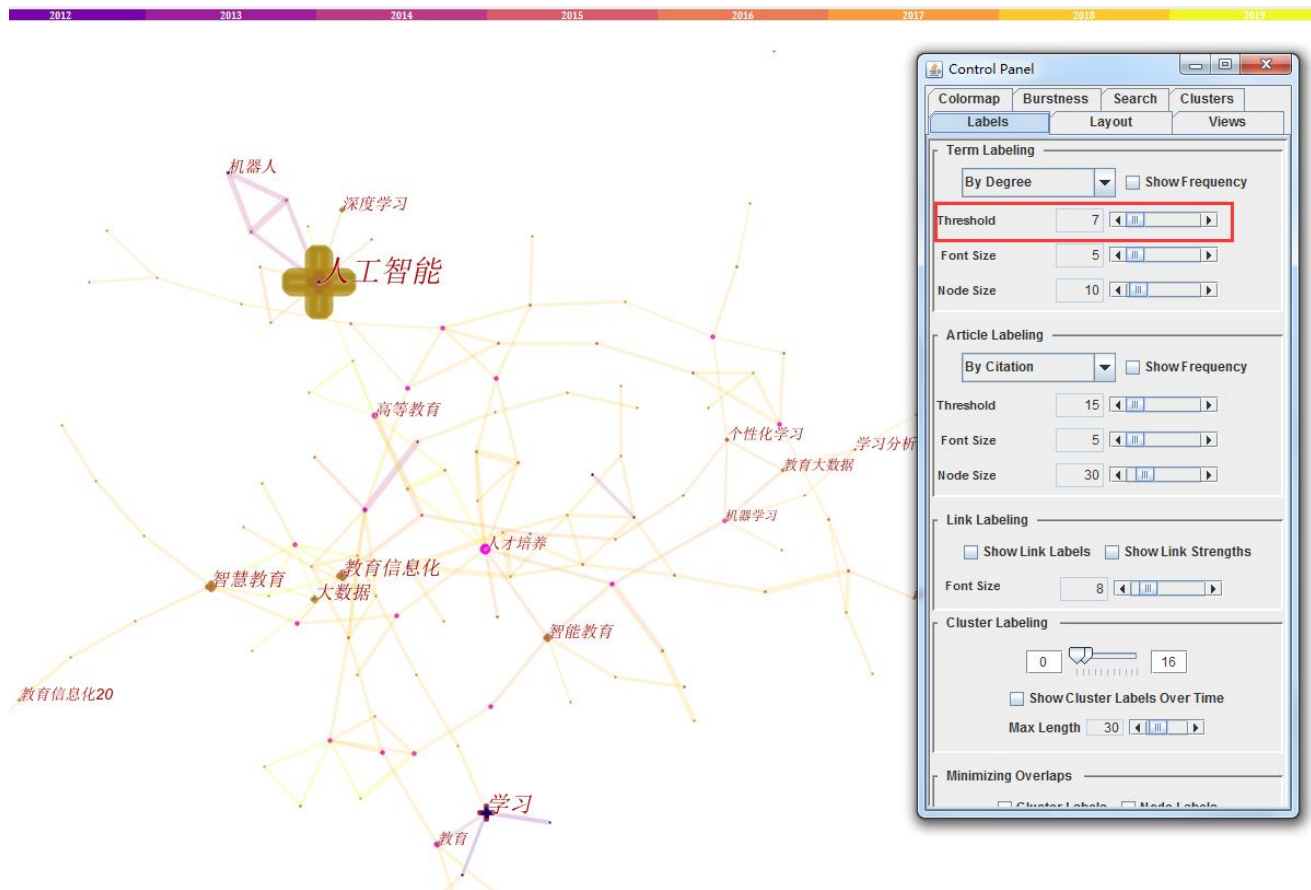 2012 2013 2014 2015 2016 2017 2018 2019
机器人
深度学习
人工智能
高等教育
个性化学习
学习分析
教育大数据
机器学习
人才培养
教育信息化
智慧教育
大数据
智能教育
教育信息化20
学习
教育
Control Panel
Colormap Burstness Search Clusters
Labels Layout Views
Term Labeling
By Degree Show Frequency
Threshold 7
Font Size 5
Node Size 10
Article Labeling
By Citation Show Frequency
Threshold 15
Font Size 5
Node Size 30
Link Labeling
Show Link Labels Show Link Strengths
Font Size 8
Cluster Labeling
0 16
Show Cluster Labels Over Time
Max Length 30
Minimizing Overlaps
Cluster Labels Node Labels